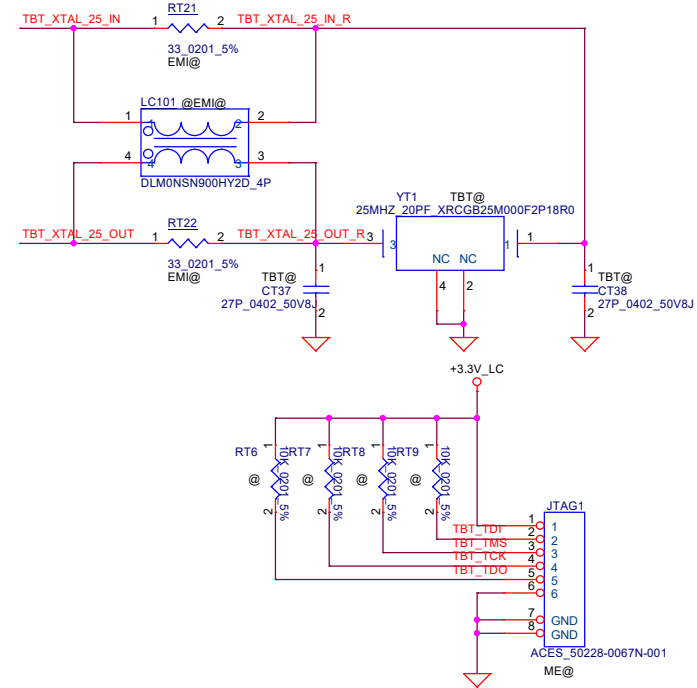 RT21
TBT_XTAL_25_IN
1
2
TBT_XTAL_25_IN_R
33_0201_5%
EMI@
LC101 @EMI@
1
1
2
2
4
4
3
3
DLM0NSN900HY2D_4P
RT22
TBT_XTAL_25_OUT
1
2
TBT_XTAL_25_OUT_R
33_0201_5%
EMI@
YT1
TBT@
25MHZ_20PF_XRCGB25M000F2P18R0
3
3
1
1
NC
NC
4
2
1
TBT@
CT37
27P_0402_50V8J
2
1
TBT@
CT38
27P_0402_50V8J
2
+3.3V_LC
RT6
@
1
2
10K_0201_5%
RT7
@
1
2
10K_0201_5%
RT8
@
1
2
10K_0201_5%
RT9
@
1
2
10K_0201_5%
JTAG1
1
1
TBT_TDI
2
2
TBT_TMS
3
3
TBT_TCK
4
4
TBT_TDO
5
5
6
6
7
GND
8
GND
ACES_50228-0067N-001
ME@